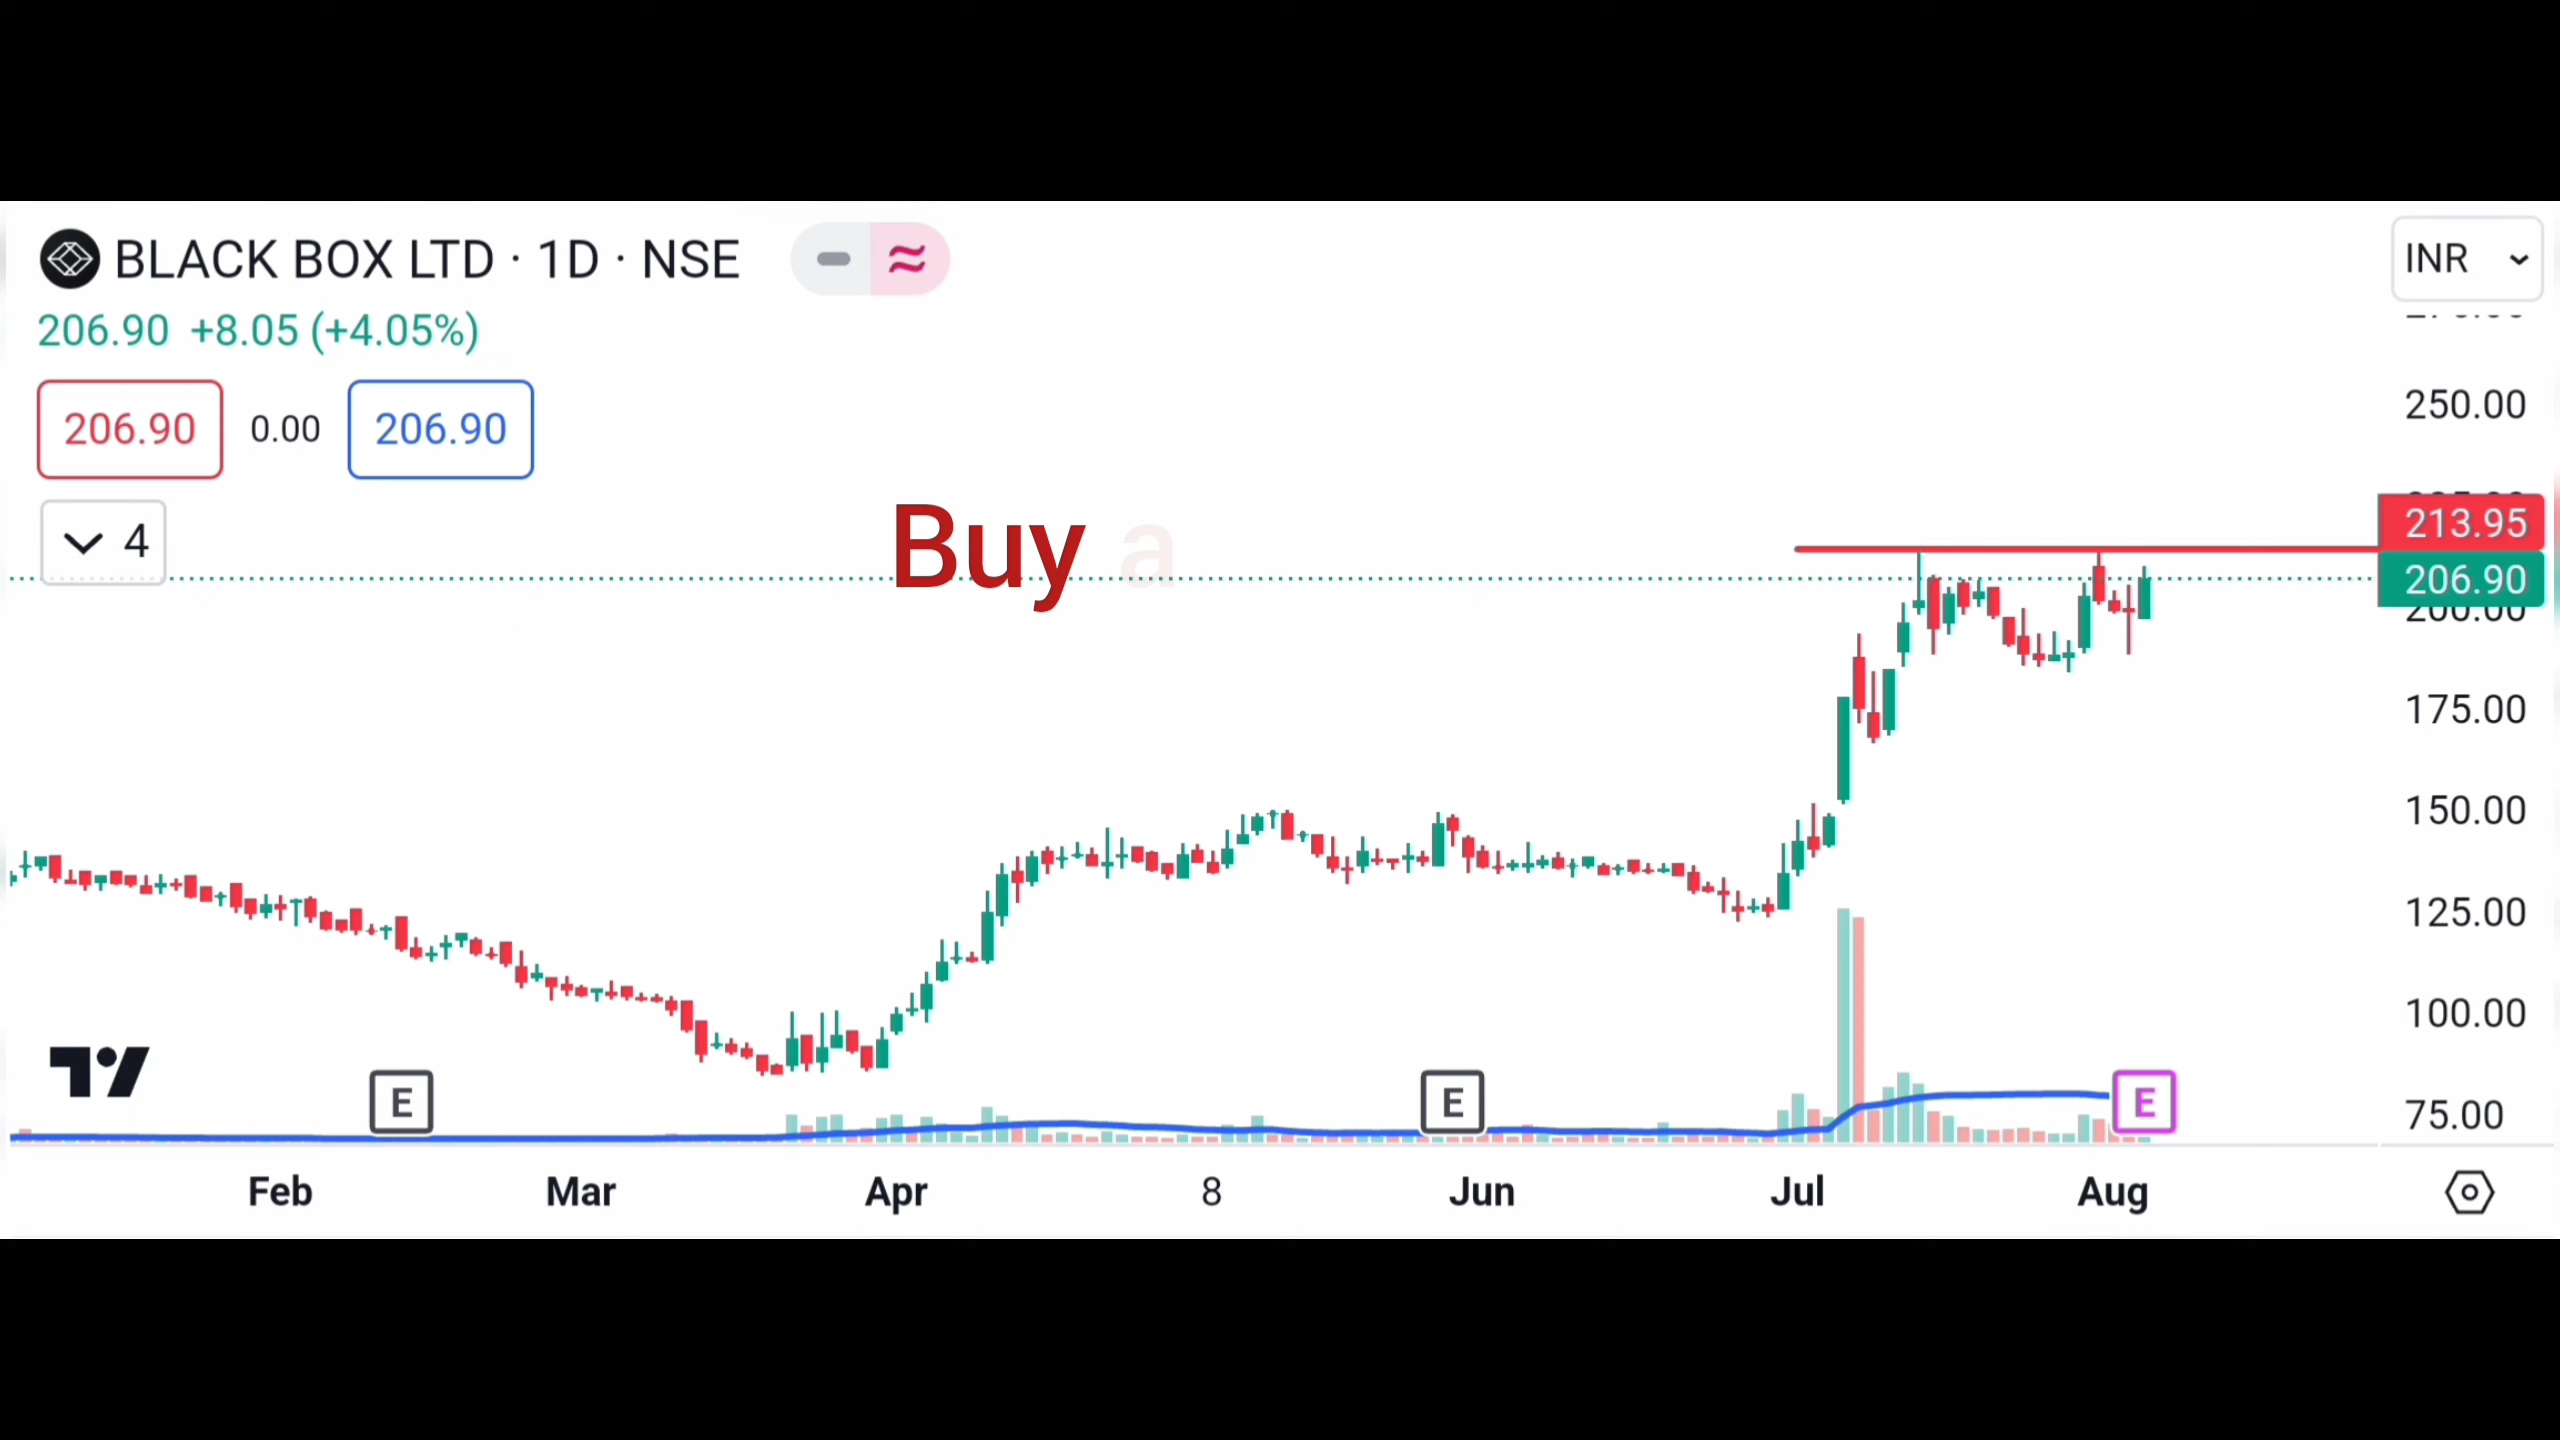 BLACK BOX LTD · 1D · NSE
INR
206.90 +8.05 (+4.05%)
206.90 0.00 206.90
250.00
4
Buy a
213.95
206.90
200.00
175.00
150.00
125.00
100.00
75.00
E E E
Feb Mar Apr 8 Jun Jul Aug